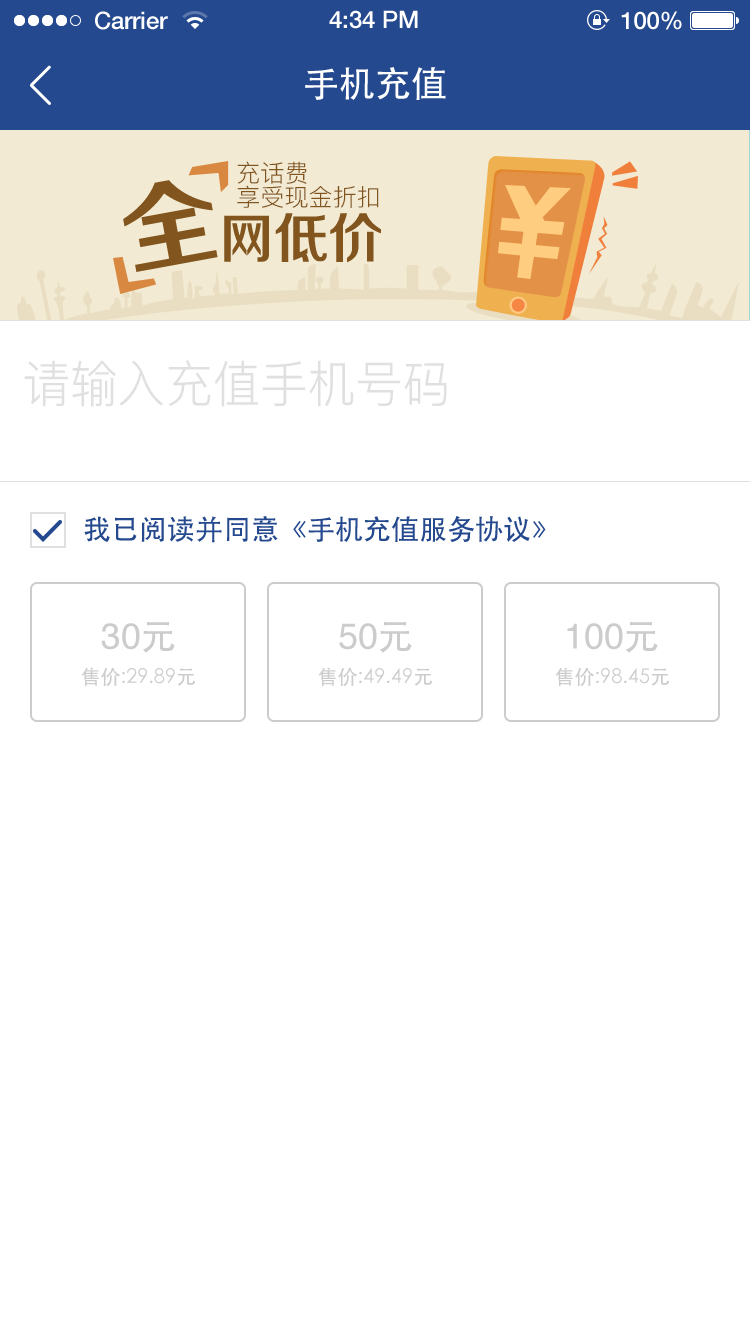 Carrier 4:34 PM 100%
手机充值
充话费
享受现金折扣
全网低价
¥
请输入充值手机号码
我已阅读并同意《手机充值服务协议》
30元 50元 100元
售价:29.89元 售价:49.49元 售价:98.45元